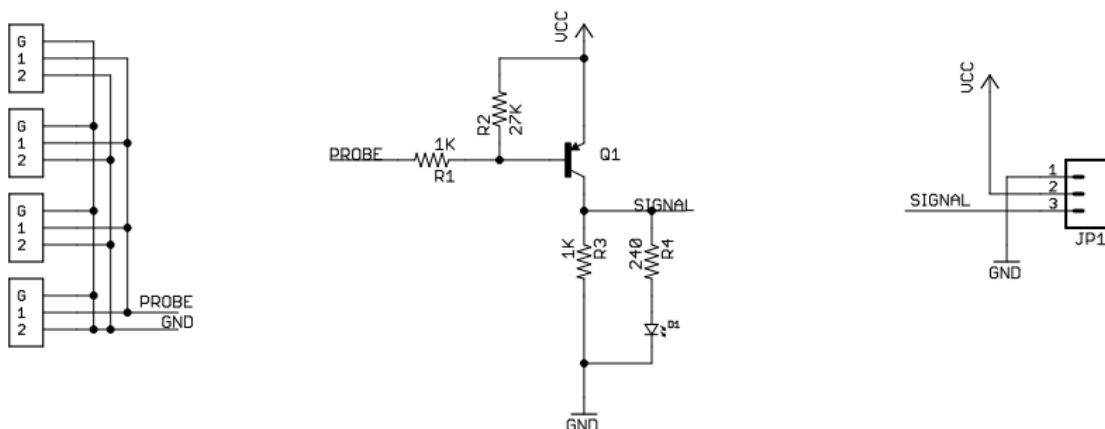 G
1
2
G
1
2
G
1
2
G
1
2
PROBE
GND
VCC
R2
27K
PROBE
1K
R1
Q1
SIGNAL
1K
R3
240
R4
D1
GND
VCC
SIGNAL
1
2
3
JP1
GND